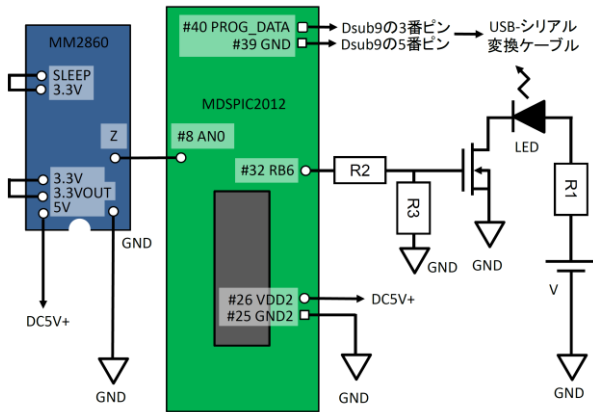 MM2860
SLEEP
3.3V
Z
3.3V
3.3VOUT
5V
GND
DC5V+
GND
#40 PROG_DATA
#39 GND
MDSPIC2012
#8 AN0
#32 RB6
#26 VDD2
#25 GND2
DC5V+
GND
Dsub9の3番ピン
Dsub9の5番ピン
USB-シリアル
変換ケーブル
LED
R2
R3
GND
GND
R1
V
GND